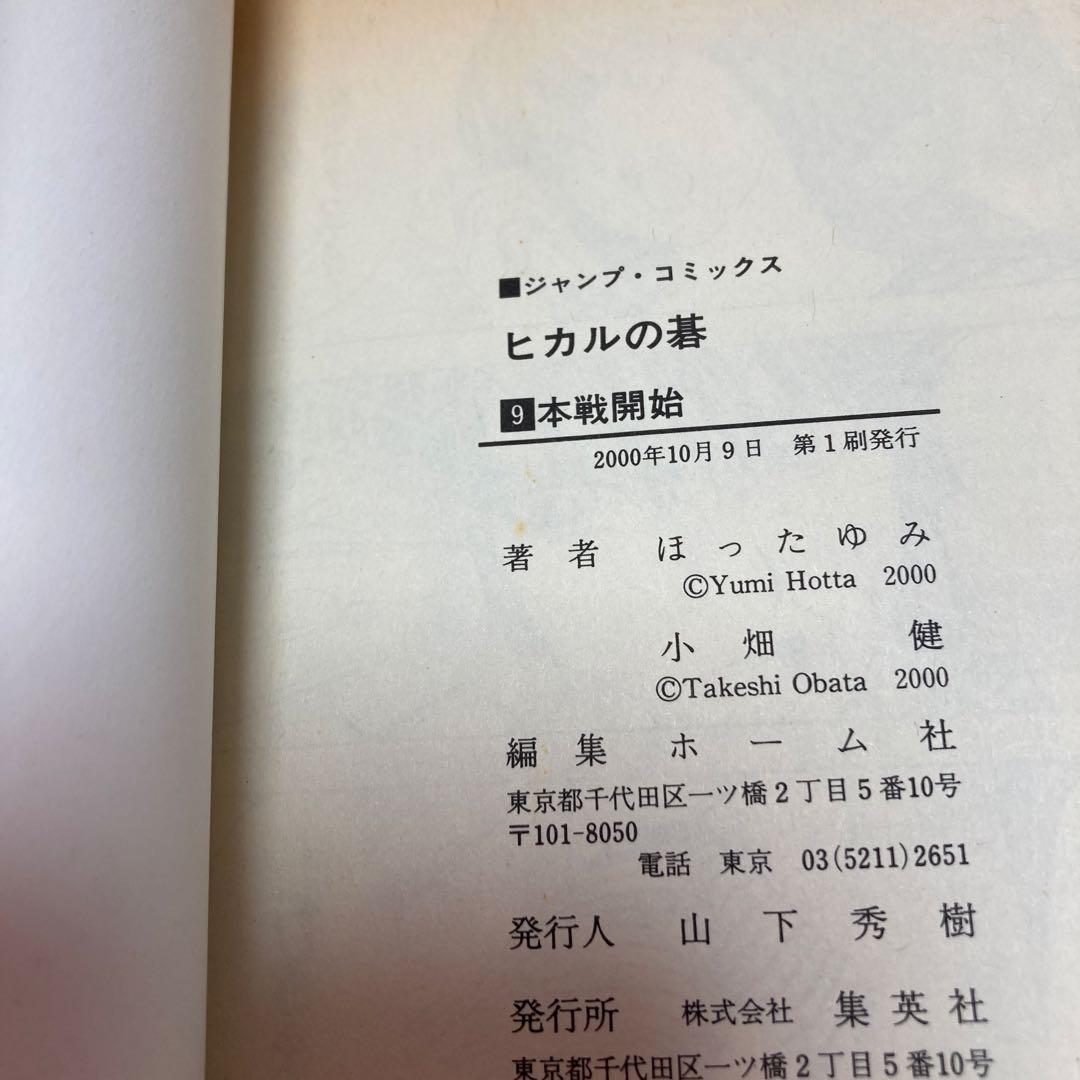 ■ジャンプ・コミックス
ヒカルの碁
9本戦開始
2000年10月9日 第1刷発行
著者 ほったゆみ
©Yumi Hotta 2000
小畑 健
©Takeshi Obata 2000
編集 ホーム社
東京都千代田区一ツ橋2丁目5番10号
〒101-8050
電話 東京 03(5211)2651
発行人 山下秀樹
発行所 株式会社 集英社
東京都千代田区一ツ橋2丁目5番10号